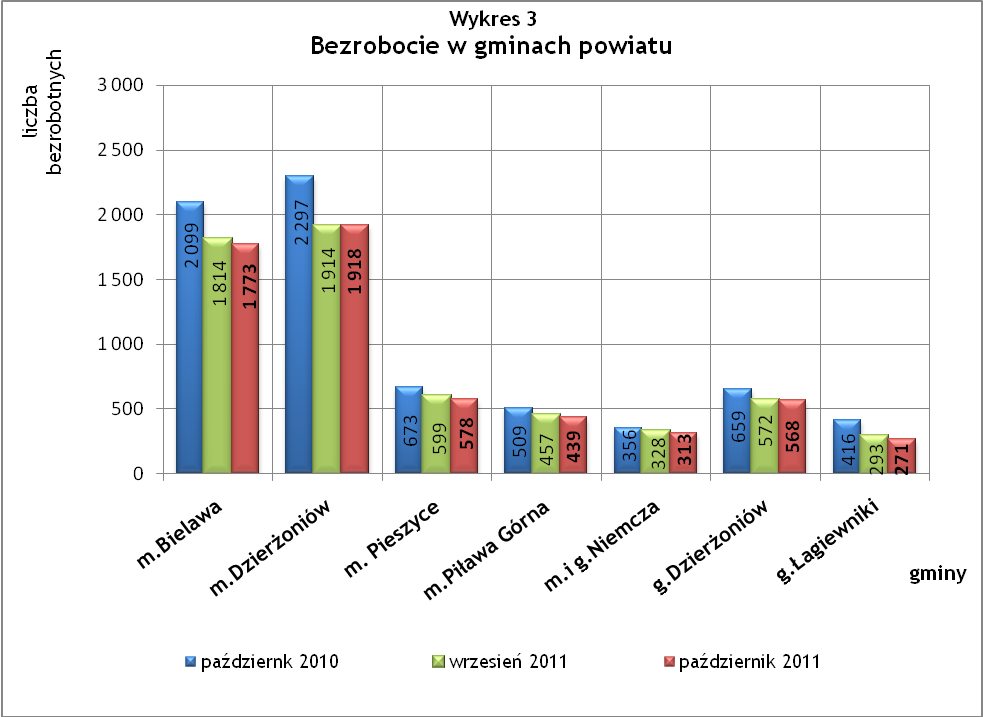 Wykres 3
Bezrobocie w gminach powiatu
liczba
bezrobotnych
3 000
2 500
2 000
1 500
1 000
500
0
2 099
1 814
1 773
2 297
1 914
1 918
673
599
578
509
457
439
356
328
313
659
572
568
416
293
271
m.Bielawa
m.Dzierżoniów
m. Pieszyce
m.Piława Górna
m.i g.Niemcza
g.Dzierżoniów
g.Łagiewniki
gminy
październk 2010
wrzesień 2011
październik 2011